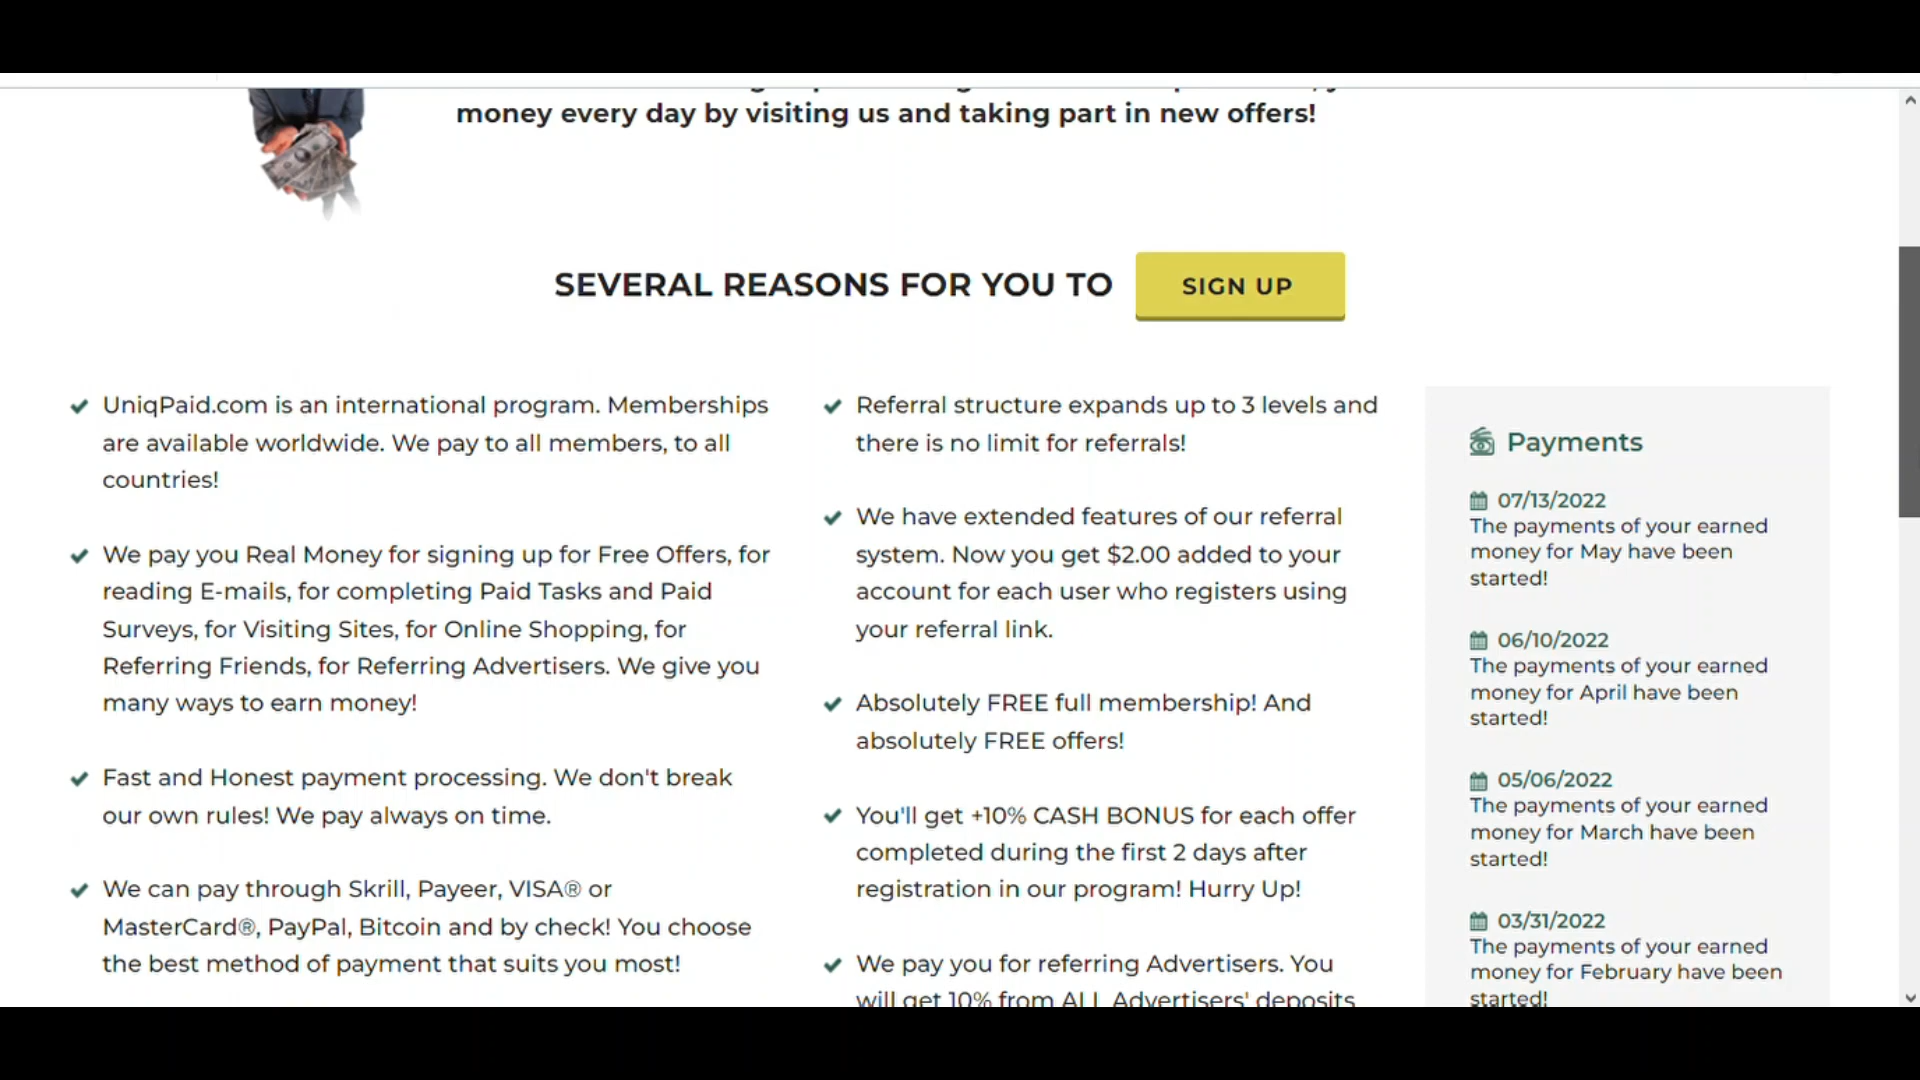 money every day by visiting us and taking part in new offers!
SEVERAL REASONS FOR YOU TO
SIGN UP
UniqPaid.com is an international program. Memberships
are available worldwide. We pay to all members, to all
countries!
We pay you Real Money for signing up for Free Offers, for
reading E-mails, for completing Paid Tasks and Paid
Surveys, for Visiting Sites, for Online Shopping, for
Referring Friends, for Referring Advertisers. We give you
many ways to earn money!
Fast and Honest payment processing. We don't break
our own rules! We pay always on time.
We can pay through Skrill, Payeer, VISA® or
MasterCard®, PayPal, Bitcoin and by check! You choose
the best method of payment that suits you most!
Referral structure expands up to 3 levels and
there is no limit for referrals!
We have extended features of our referral
system. Now you get $2.00 added to your
account for each user who registers using
your referral link.
Absolutely FREE full membership! And
absolutely FREE offers!
You'll get +10% CASH BONUS for each offer
completed during the first 2 days after
registration in our program! Hurry Up!
We pay you for referring Advertisers. You
will get 10% from ALL Advertisers' deposits
Payments
07/13/2022
The payments of your earned
money for May have been
started!
06/10/2022
The payments of your earned
money for April have been
started!
05/06/2022
The payments of your earned
money for March have been
started!
03/31/2022
The payments of your earned
money for February have been
started!